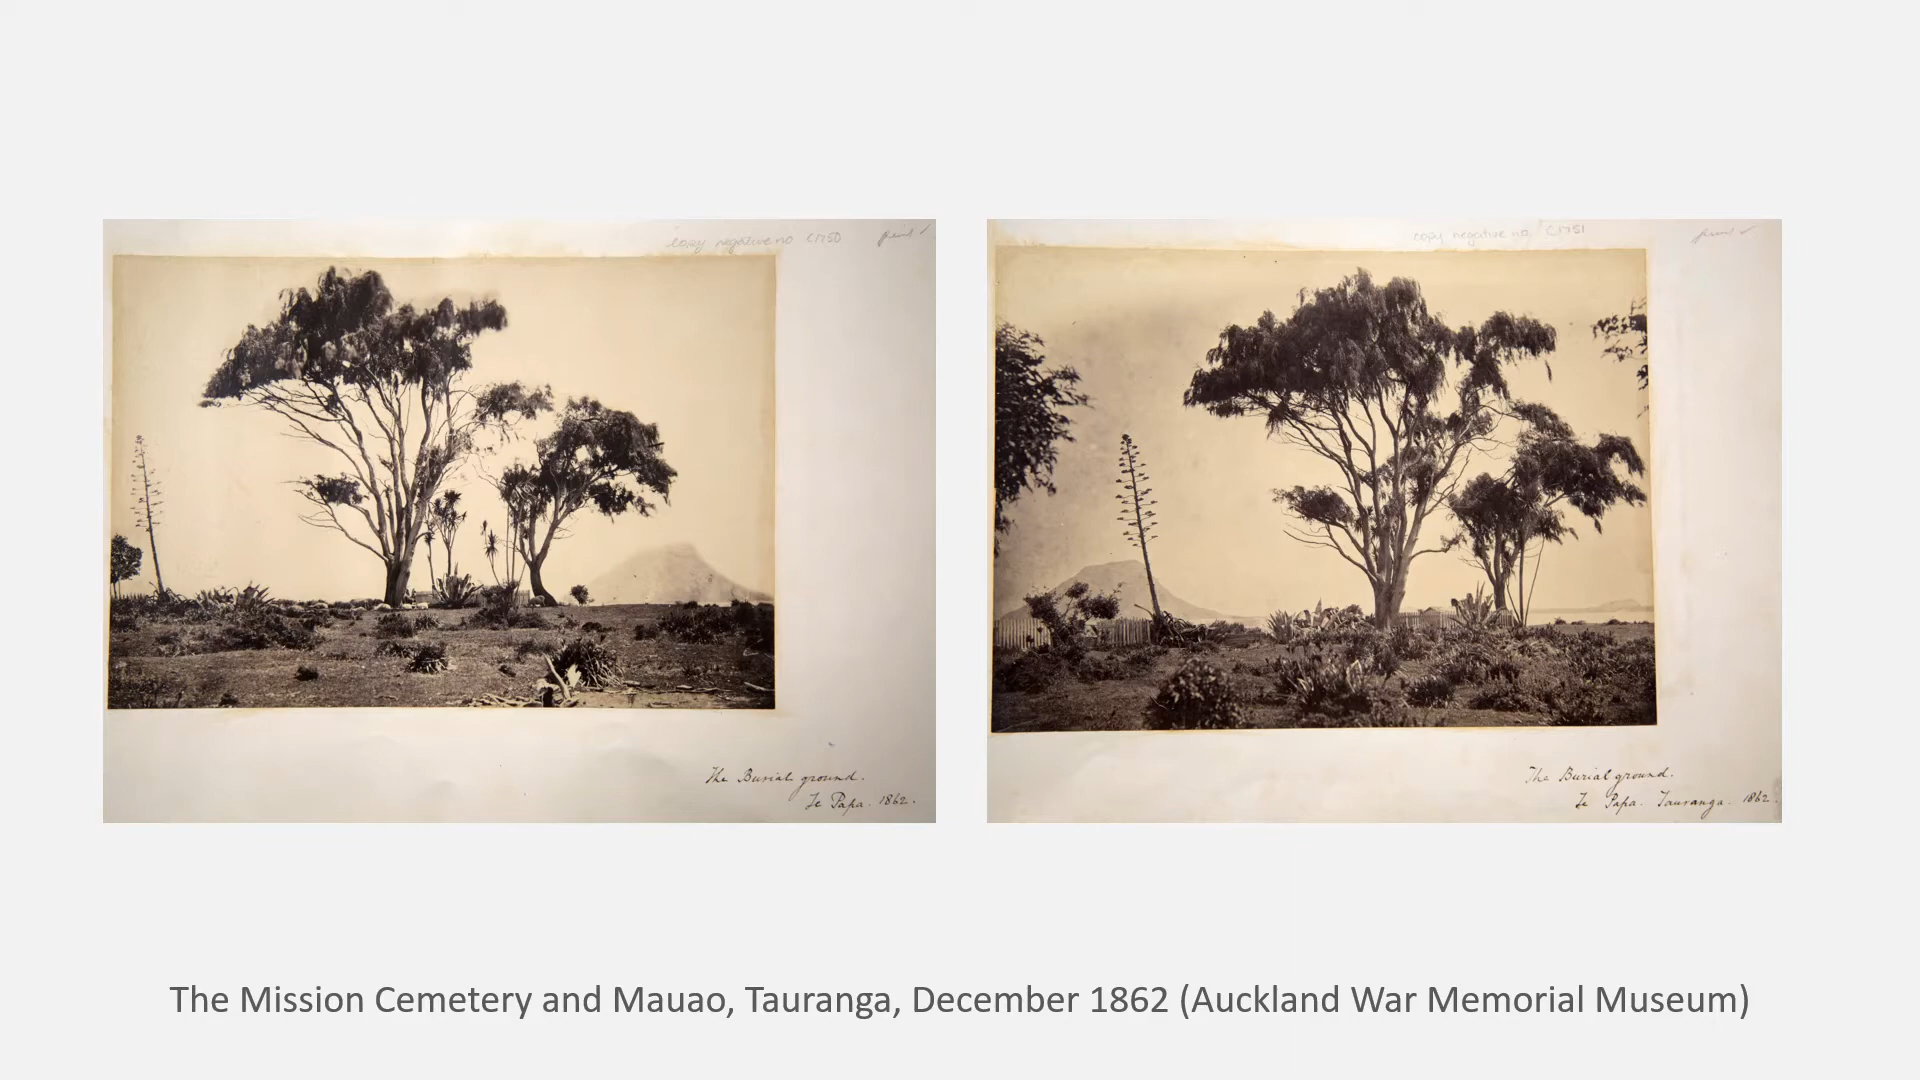 copy negative no C1750
The Burial ground.
Te Papa. 1862.
copy negative no. C1751
The Burial ground.
Te Papa. Tauranga. 1862.
The Mission Cemetery and Mauao, Tauranga, December 1862 (Auckland War Memorial Museum)